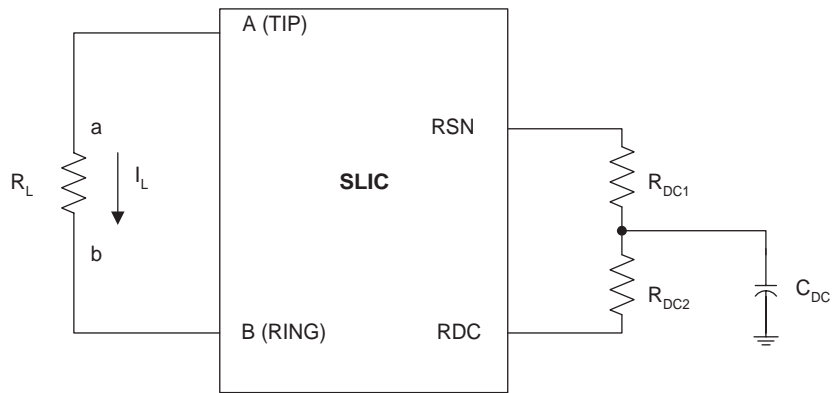 A (TIP)
a
RSN
R_L
I_L
SLIC
R_DC1
b
R_DC2
C_DC
B (RING)
RDC